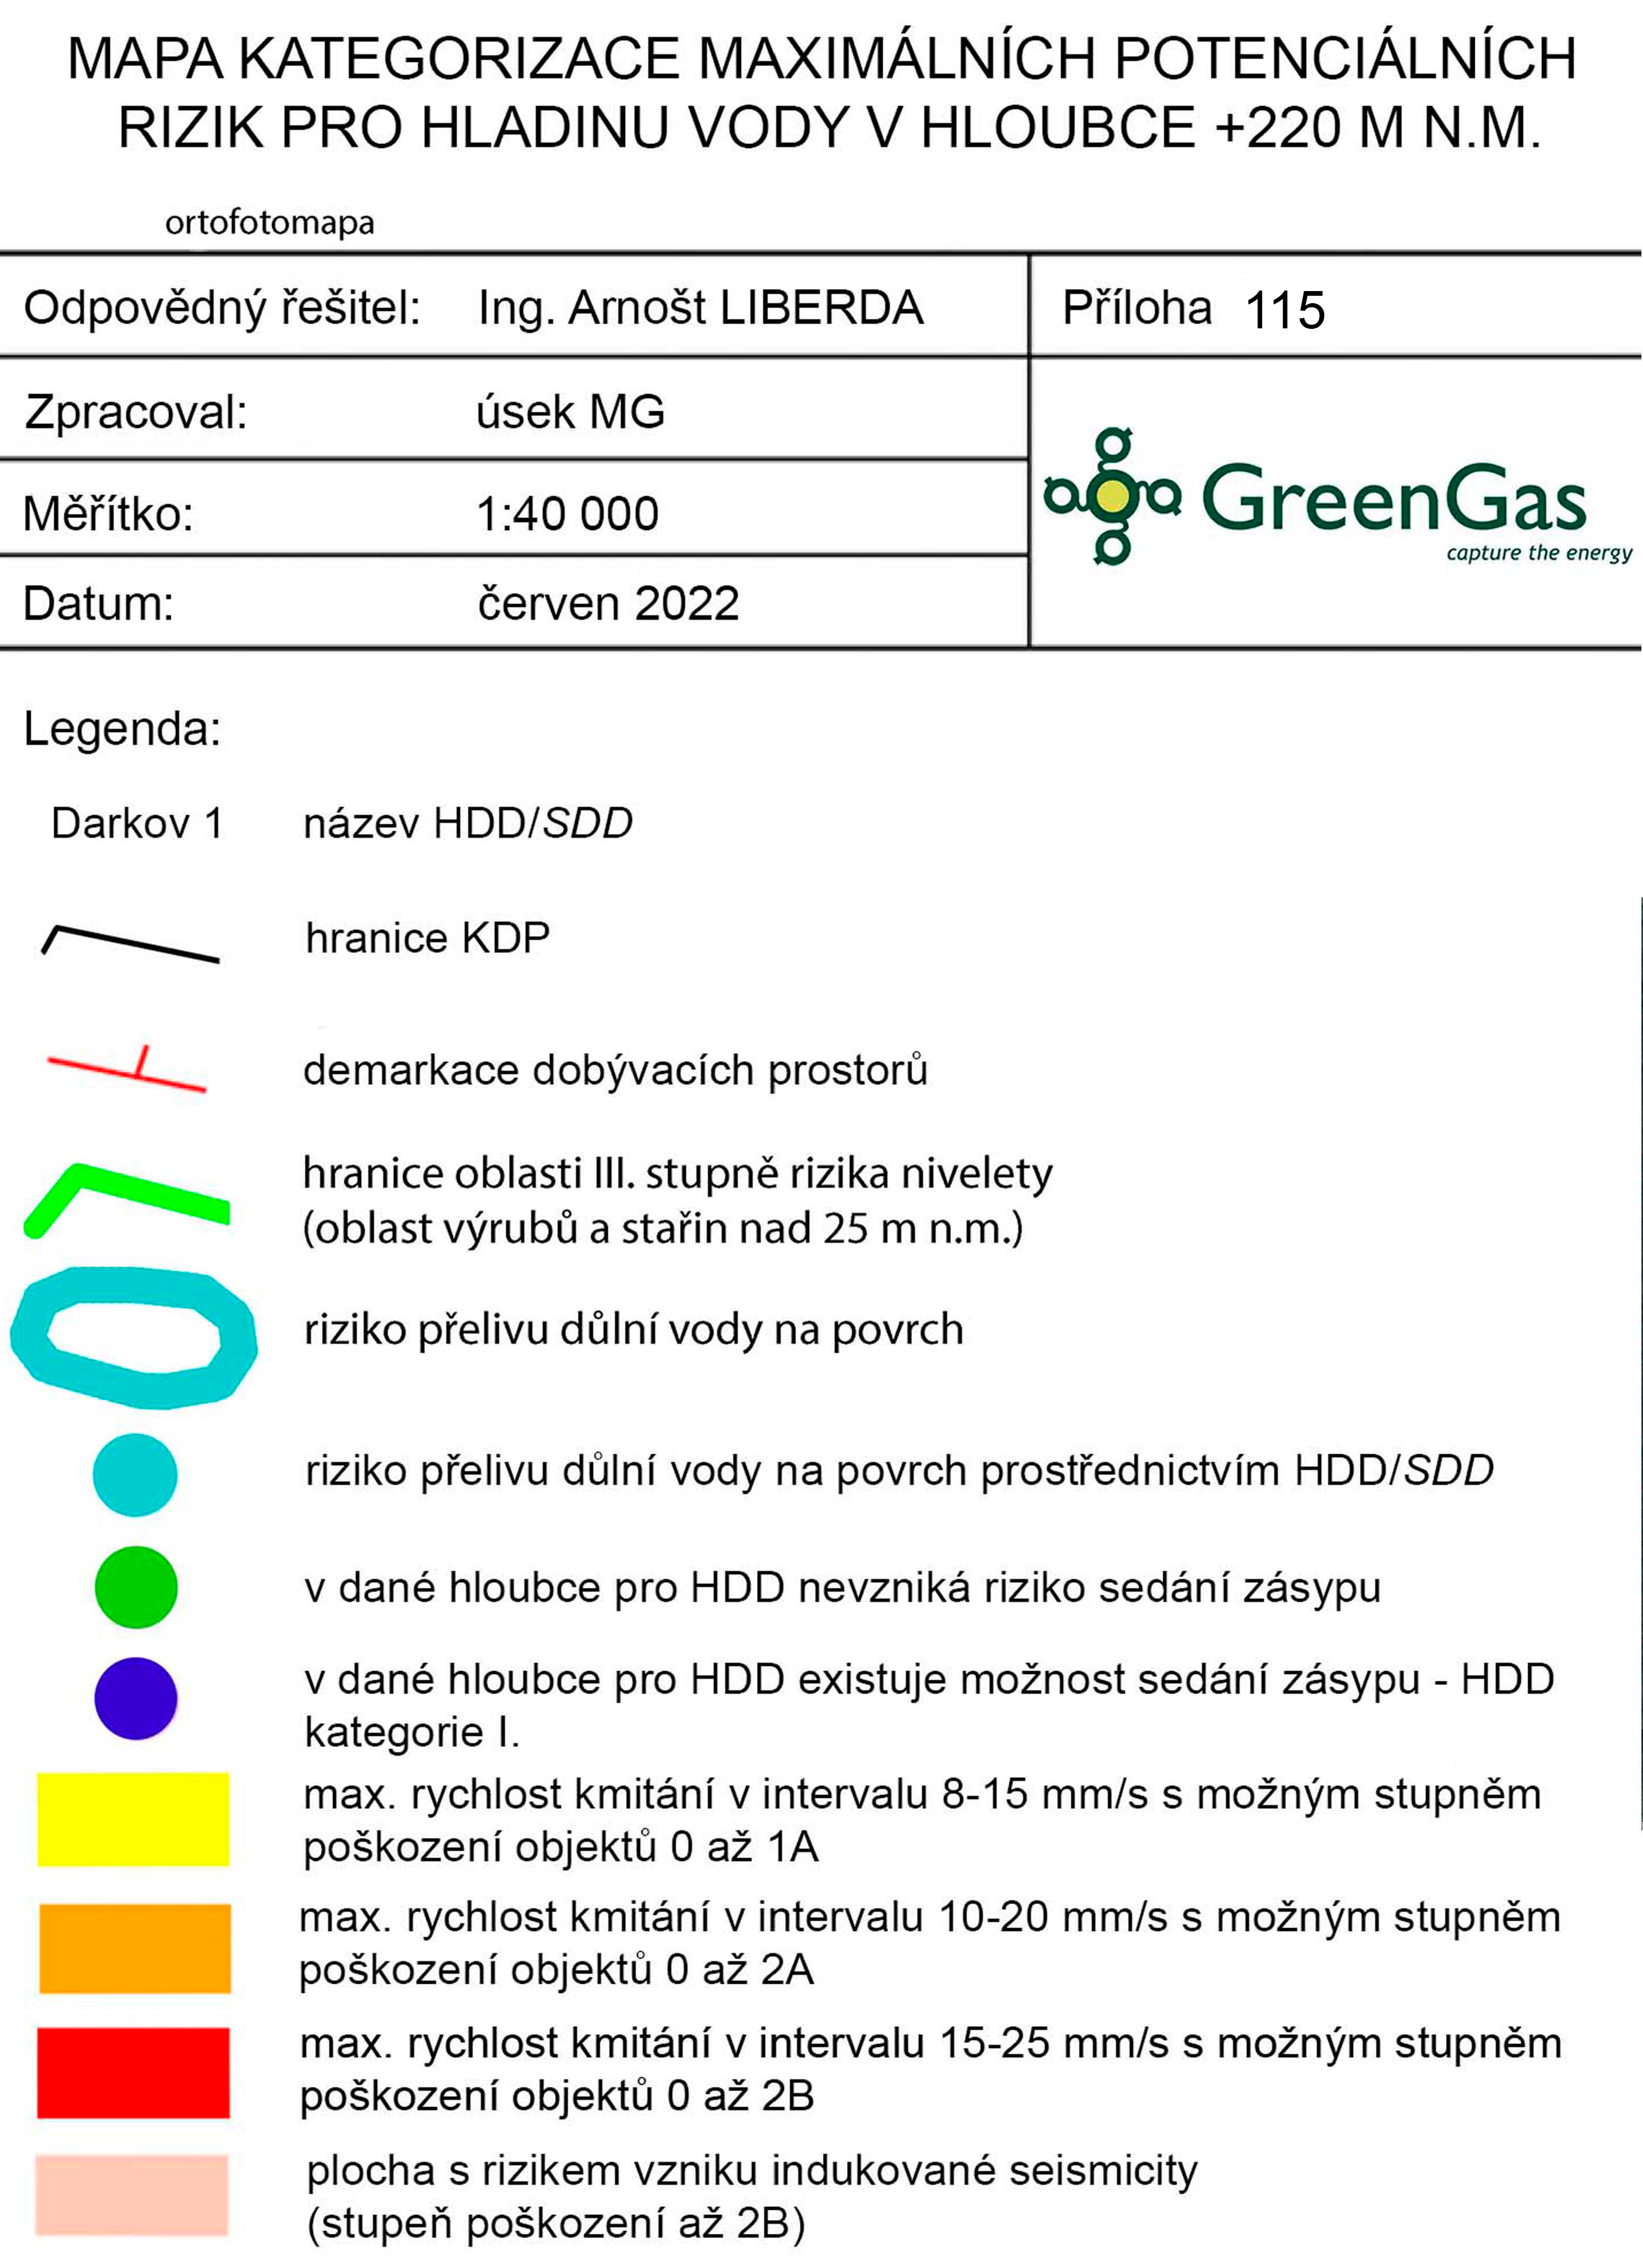 MAPA KATEGORIZACE MAXIMÁLNÍCH POTENCIÁLNÍCH
RIZIK PRO HLADINU VODY V HLOUBCE +220 M N.M.
ortofotomapa
Odpovědný řešitel: Ing. Arnošt LIBERDA
Příloha 115
Zpracoval: úsek MG
Měřítko: 1:40 000
Datum: červen 2022
GreenGas
capture the energy
Legenda:
Darkov 1 název HDD/SDD
hranice KDP
demarkace dobývacích prostorů
hranice oblasti III. stupně rizika nivelety
(oblast výrubů a stařin nad 25 m n.m.)
riziko přelivu důlní vody na povrch
riziko přelivu důlní vody na povrch prostřednictvím HDD/SDD
v dané hloubce pro HDD nevzniká riziko sedání zásypu
v dané hloubce pro HDD existuje možnost sedání zásypu - HDD
kategorie I.
max. rychlost kmitání v intervalu 8-15 mm/s s možným stupněm
poškození objektů 0 až 1A
max. rychlost kmitání v intervalu 10-20 mm/s s možným stupněm
poškození objektů 0 až 2A
max. rychlost kmitání v intervalu 15-25 mm/s s možným stupněm
poškození objektů 0 až 2B
plocha s rizikem vzniku indukované seismicity
(stupeň poškození až 2B)